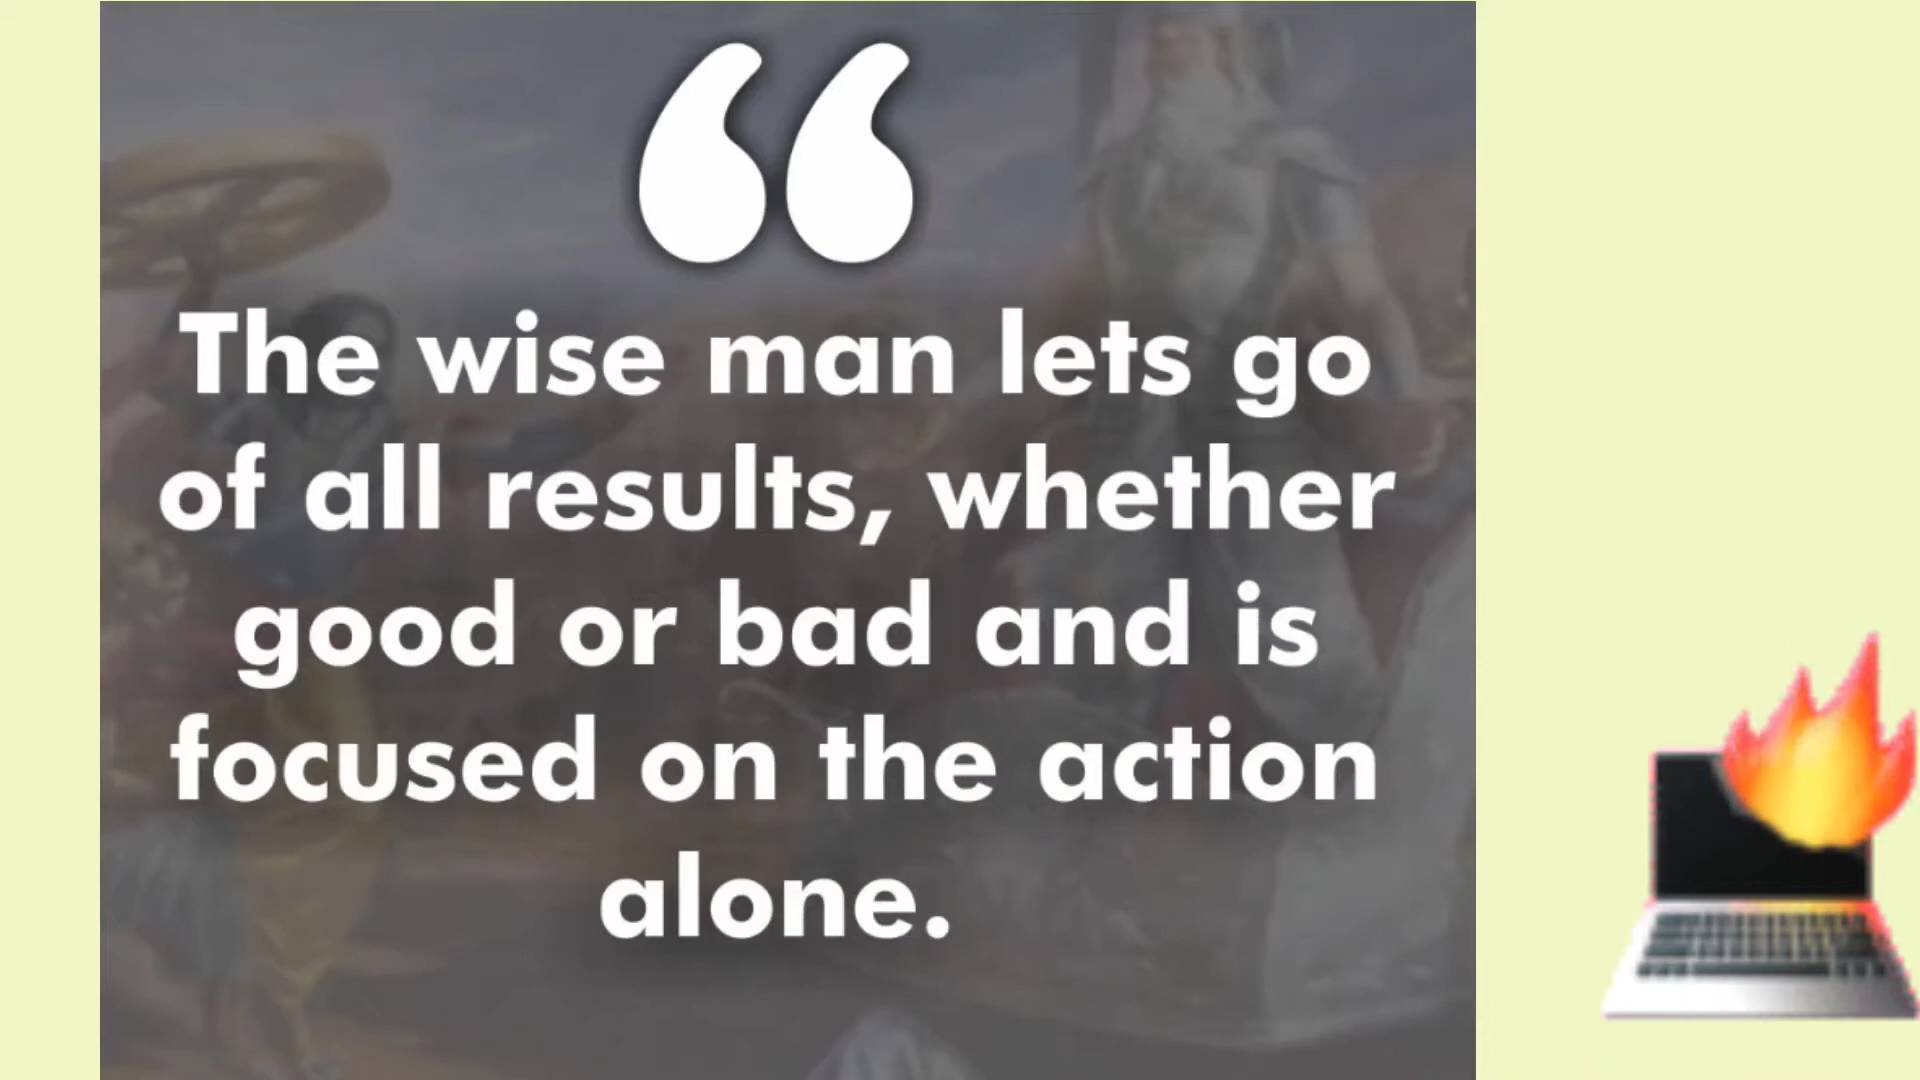 “
The wise man lets go
of all results, whether
good or bad and is
focused on the action
alone.